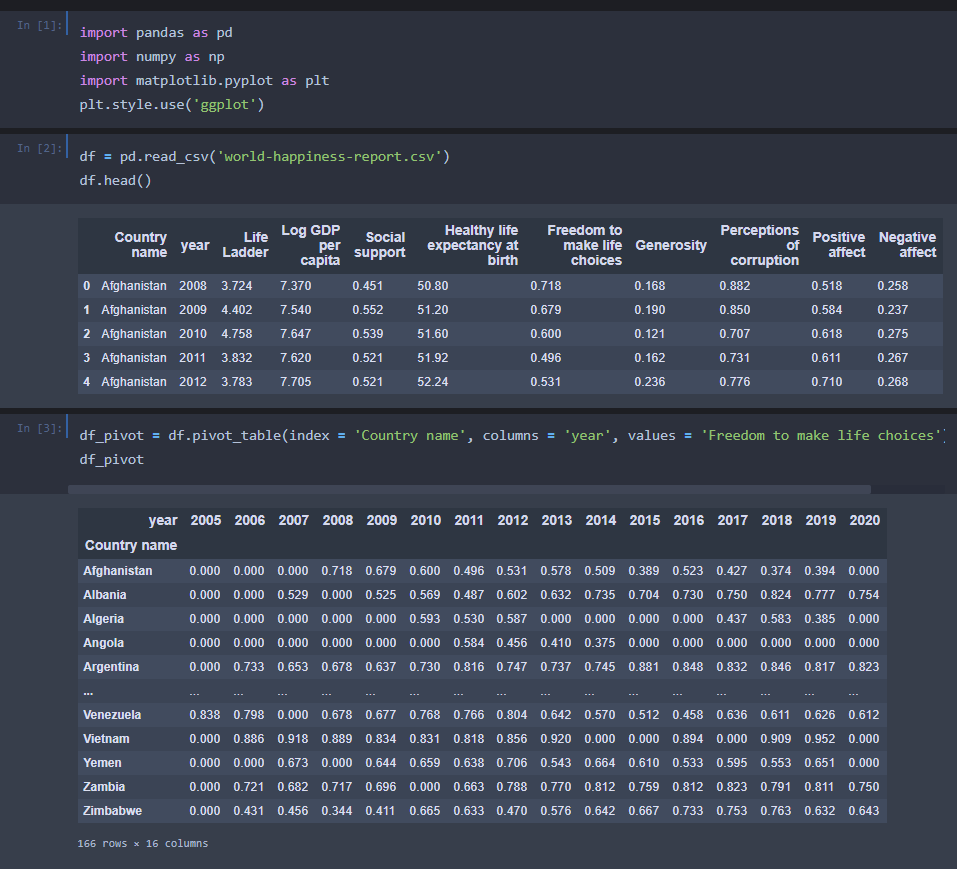 In [1]:
import pandas as pd
import numpy as np
import matplotlib.pyplot as plt
plt.style.use('ggplot')
In [2]:
df = pd.read_csv('world-happiness-report.csv')
df.head()
Country name year Life Ladder Log GDP per capita Social support Healthy life expectancy at birth Freedom to make life choices Generosity Perceptions of corruption Positive affect Negative affect
0 Afghanistan 2008 3.724 7.370 0.451 50.80 0.718 0.168 0.882 0.518 0.258
1 Afghanistan 2009 4.402 7.540 0.552 51.20 0.679 0.190 0.850 0.584 0.237
2 Afghanistan 2010 4.758 7.647 0.539 51.60 0.600 0.121 0.707 0.618 0.275
3 Afghanistan 2011 3.832 7.620 0.521 51.92 0.496 0.162 0.731 0.611 0.267
4 Afghanistan 2012 3.783 7.705 0.521 52.24 0.531 0.236 0.776 0.710 0.268
In [3]:
df_pivot = df.pivot_table(index = 'Country name', columns = 'year', values = 'Freedom to make life choices')
df_pivot
year 2005 2006 2007 2008 2009 2010 2011 2012 2013 2014 2015 2016 2017 2018 2019 2020
Country name
Afghanistan 0.000 0.000 0.000 0.718 0.679 0.600 0.496 0.531 0.578 0.509 0.389 0.523 0.427 0.374 0.394 0.000
Albania 0.000 0.000 0.529 0.000 0.525 0.569 0.487 0.602 0.632 0.735 0.704 0.730 0.750 0.824 0.777 0.754
Algeria 0.000 0.000 0.000 0.000 0.000 0.593 0.530 0.587 0.000 0.000 0.000 0.000 0.437 0.583 0.385 0.000
Angola 0.000 0.000 0.000 0.000 0.000 0.000 0.584 0.456 0.410 0.375 0.000 0.000 0.000 0.000 0.000 0.000
Argentina 0.000 0.733 0.653 0.678 0.637 0.730 0.816 0.747 0.737 0.745 0.881 0.848 0.832 0.846 0.817 0.823
... ... ... ... ... ... ... ... ... ... ... ... ... ... ... ... ...
Venezuela 0.838 0.798 0.000 0.678 0.677 0.768 0.766 0.804 0.642 0.570 0.512 0.458 0.636 0.611 0.626 0.612
Vietnam 0.000 0.886 0.918 0.889 0.834 0.831 0.818 0.856 0.920 0.000 0.000 0.894 0.000 0.909 0.952 0.000
Yemen 0.000 0.000 0.673 0.000 0.644 0.659 0.638 0.706 0.543 0.664 0.610 0.533 0.595 0.553 0.651 0.000
Zambia 0.000 0.721 0.682 0.717 0.696 0.000 0.663 0.788 0.770 0.812 0.759 0.812 0.823 0.791 0.811 0.750
Zimbabwe 0.000 0.431 0.456 0.344 0.411 0.665 0.633 0.470 0.576 0.642 0.667 0.733 0.753 0.763 0.632 0.643
166 rows × 16 columns